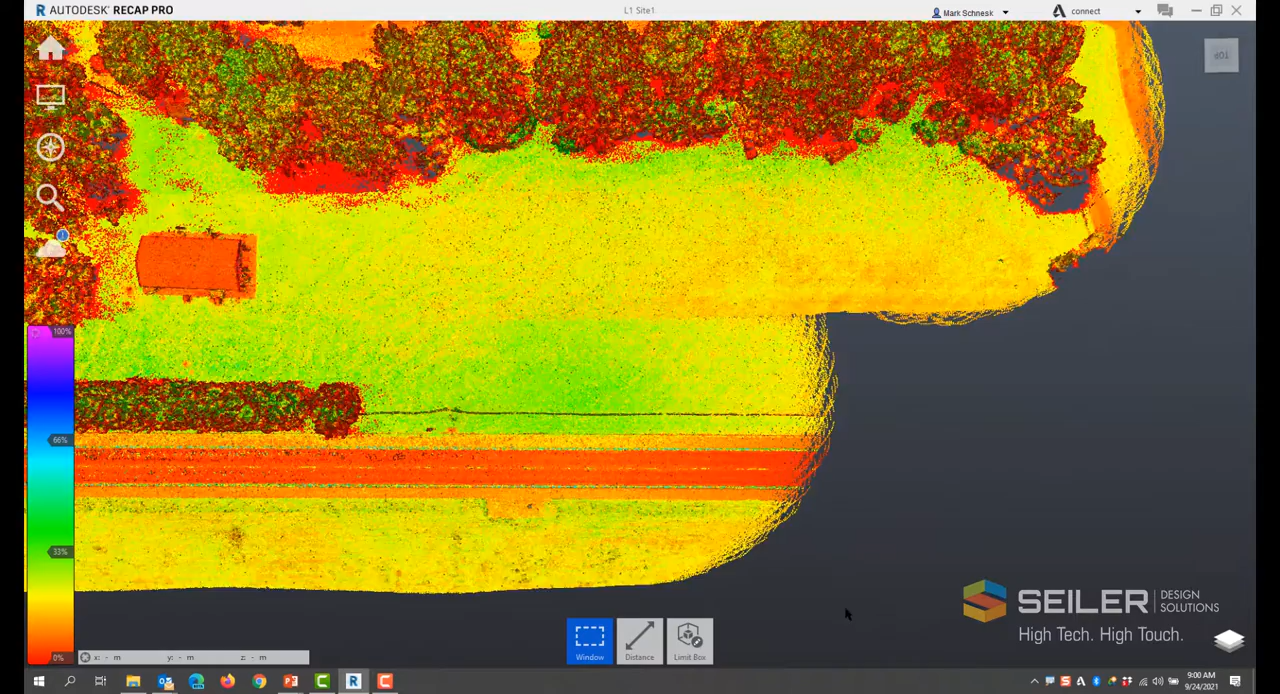 R AUTODESK® RECAP PRO
L1 Site1
Mark Schnesk
connect
TOP
100%
66%
33%
0%
x: - m y: - m z: - m
Window
Distance
Limit Box
SEILER
DESIGN
SOLUTIONS
High Tech. High Touch.
9:00 AM
9/24/2021